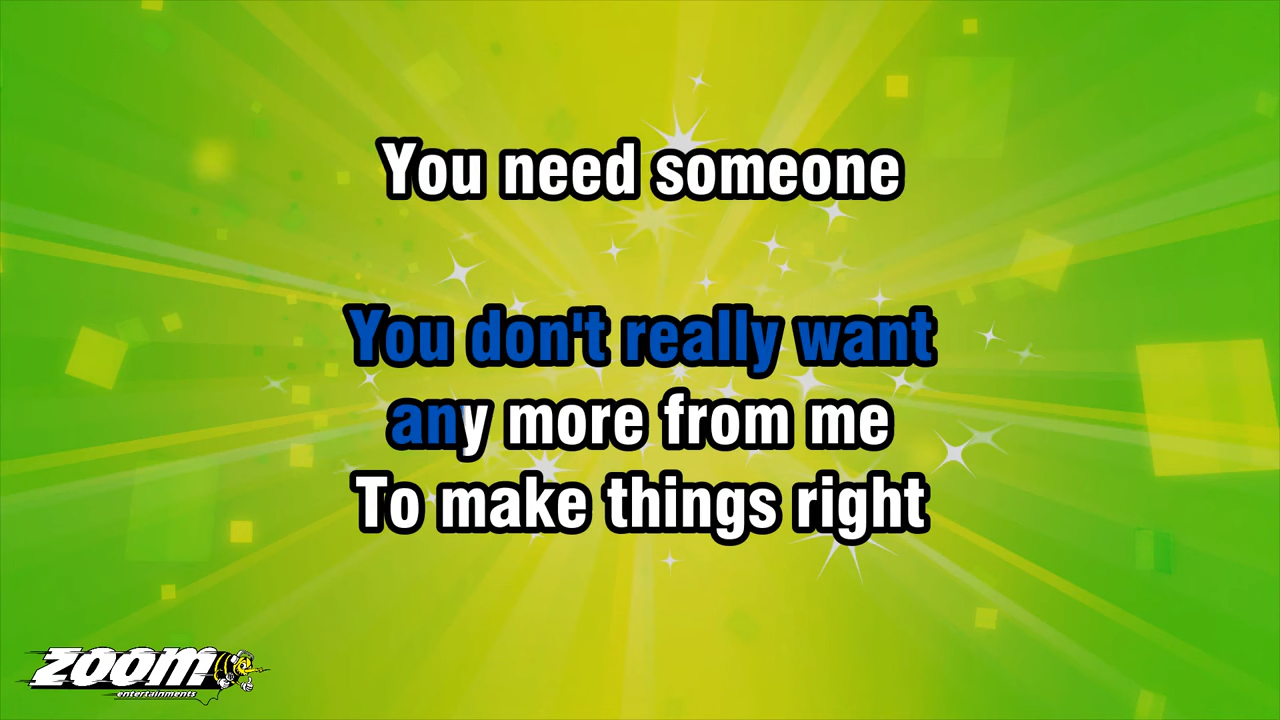 You need someone
You don't really want
any more from me
To make things right
zoom
entertainments